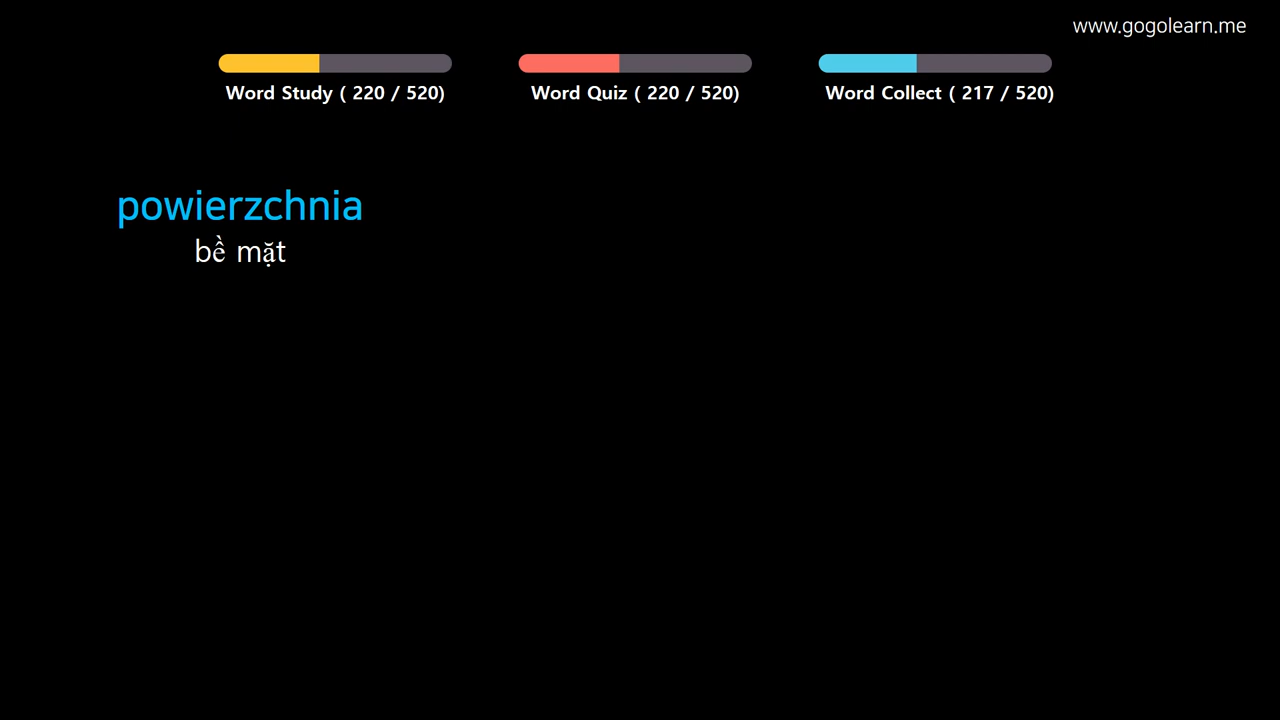 www.gogolearn.me
Word Study ( 220 / 520)
Word Quiz ( 220 / 520)
Word Collect ( 217 / 520)
powierzchnia
bề mặt